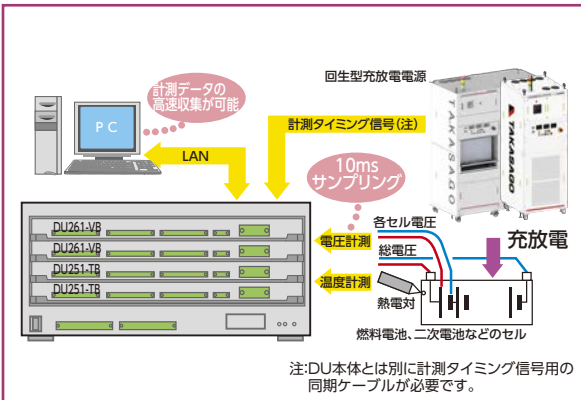 計測データの
高速収集が可能
回生型充放電電源
PC
計測タイミング信号(注)
LAN
TAKASAGO
TAKASAGO
10ms
サンプリング
DU261-VB
DU261-VB
DU251-TB
DU251-TB
電圧計測
温度計測
各セル電圧
総電圧
充放電
熱電対
燃料電池、二次電池などのセル
注:DU本体とは別に計測タイミング信号用の
同期ケーブルが必要です。